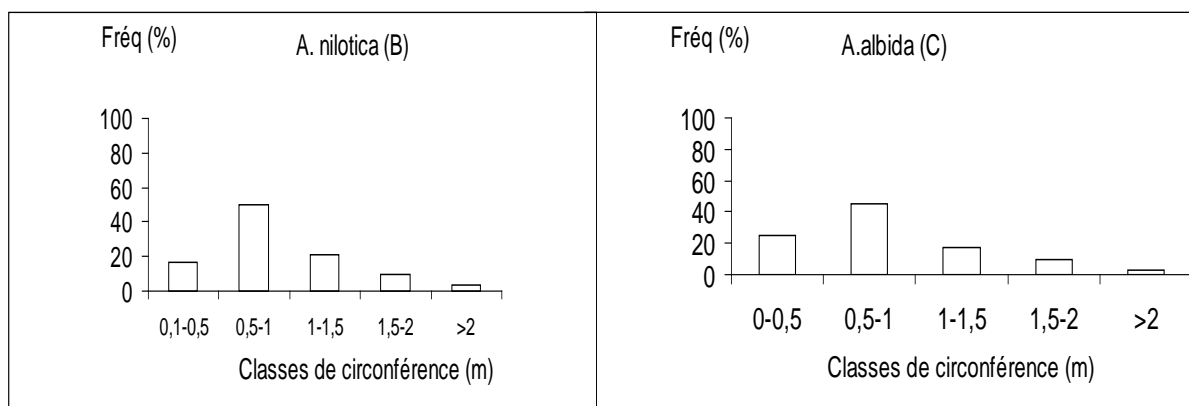 Fréq (%)
A. nilotica (B)
100
80
60
40
20
0
0,1-0,5 0,5-1 1-1,5 1,5-2 >2
Classes de circonférence (m)
Fréq (%)
A.albida (C)
100
80
60
40
20
0
0-0,5 0,5-1 1-1,5 1,5-2 >2
Classes de circonférence (m)